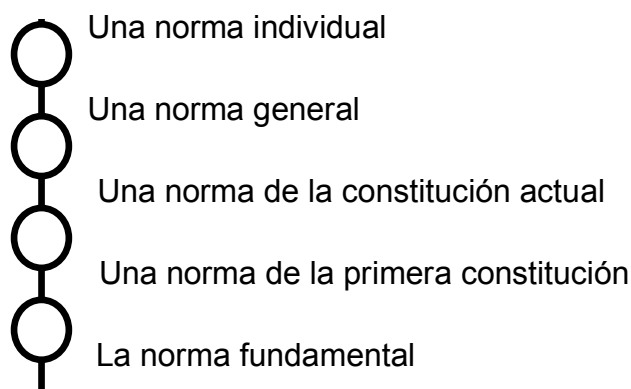 Una norma individual
Una norma general
Una norma de la constitución actual
Una norma de la primera constitución
La norma fundamental